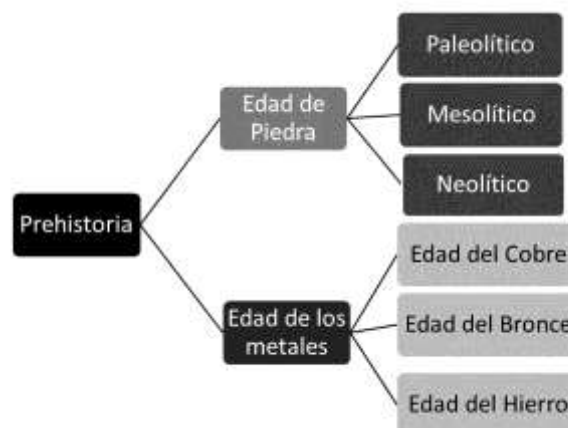 Prehistoria
Edad de
Piedra
Paleolítico
Mesolítico
Neolítico
Edad de los
metales
Edad del Cobre
Edad del Bronce
Edad del Hierro